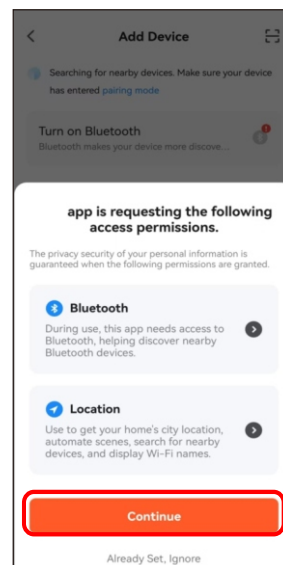 Add Device
Searching for nearby devices. Make sure your device
has entered pairing mode
Turn on Bluetooth
Bluetooth makes your device more discove...
app is requesting the following
access permissions.
The privacy security of your personal information is
guaranteed when the following permissions are granted.
Bluetooth
During use, this app needs access to
Bluetooth, helping discover nearby
Bluetooth devices.
Location
Use to get your home's city location,
automate scenes, search for nearby
devices, and display Wi-Fi names.
Continue
Already Set, Ignore